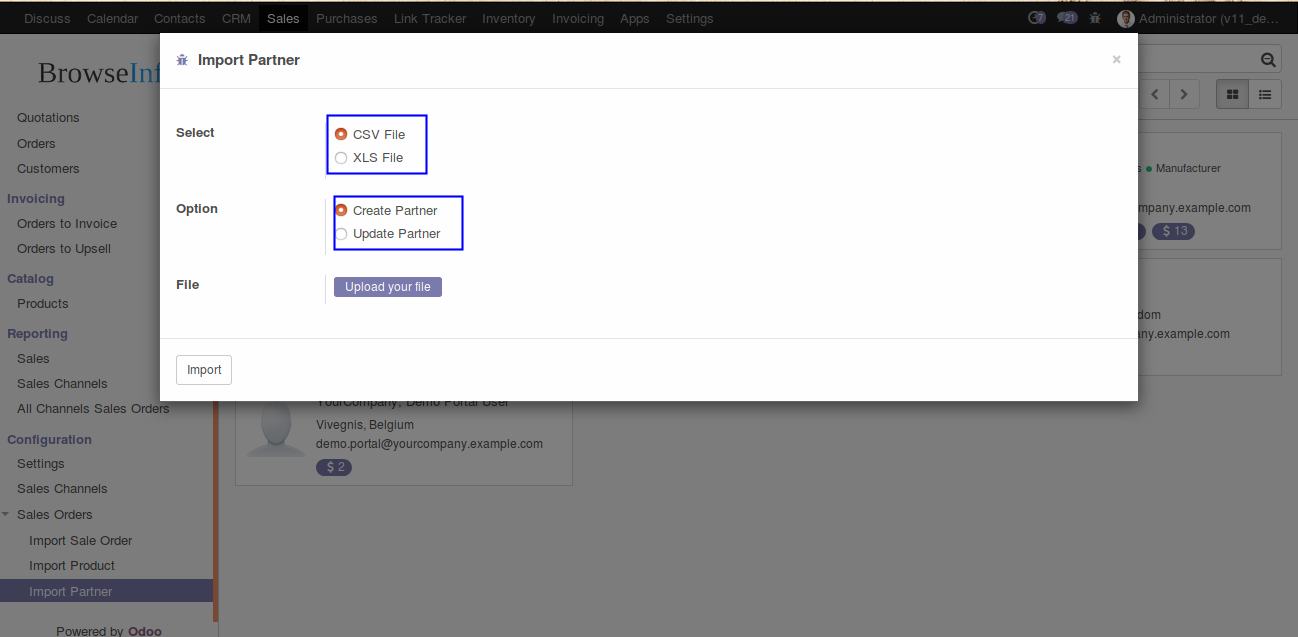 Discuss Calendar Contacts CRM Sales Purchases Link Tracker Inventory Invoicing Apps Settings 7 21 Administrator (v11_de...
Import Partner ×
BrowseInf
Quotations
Orders
Customers
Invoicing
Orders to Invoice
Orders to Upsell
Catalog
Products
Reporting
Sales
Sales Channels
All Channels Sales Orders
Configuration
Settings
Sales Channels
Sales Orders
Import Sale Order
Import Product
Import Partner
Powered by Odoo
Select
CSV File
XLS File
Option
Create Partner
Update Partner
File
Upload your file
Import
s Manufacturer
mpany.example.com
$ 13
dom
any.example.com
YourCompany, Demo Portal User
Vivegnis, Belgium
demo.portal@yourcompany.example.com
$ 2